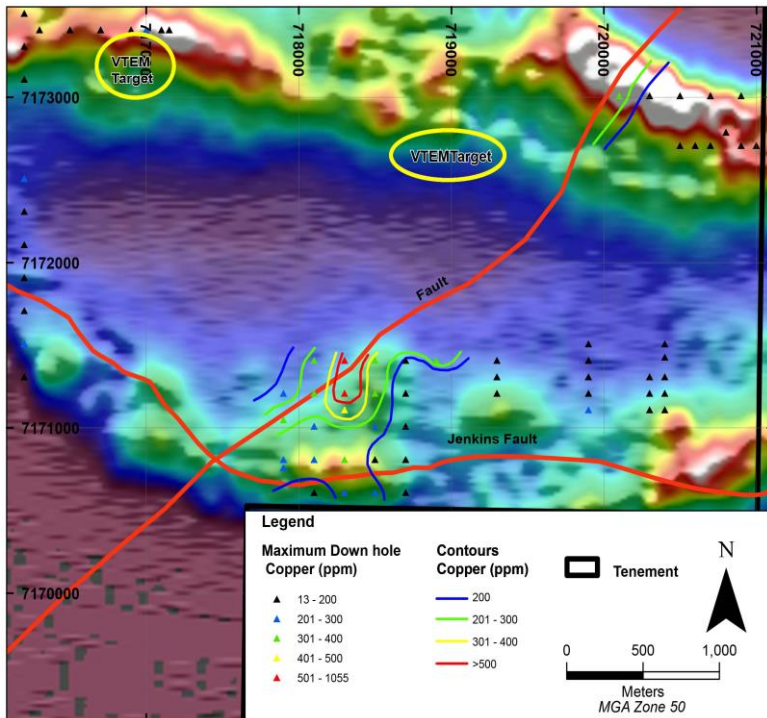 718000
719000
720000
721000
VTEM
Target
7173000
VTEMTarget
7172000
Fault
7171000
Jenkins Fault
7170000
Legend
Maximum Down hole
Copper (ppm)
13 - 200
201 - 300
301 - 400
401 - 500
501 - 1055
Contours
Copper (ppm)
200
201 - 300
301 - 400
>500
Tenement
N
0 500 1,000
Meters
MGA Zone 50